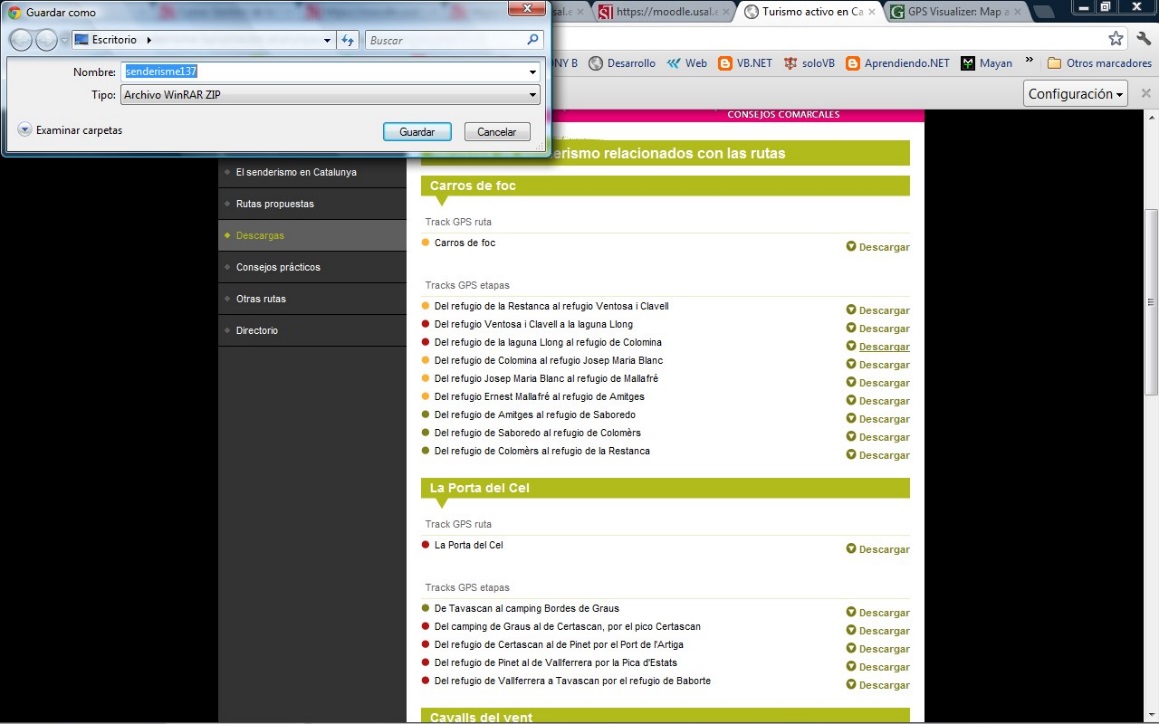 Guardar como
Escritorio
Buscar
Nombre: senderisme137
Tipo: Archivo WinRAR ZIP
Examinar carpetas
Guardar
Cancelar
https://moodle.usal.e
Turismo activo en Ca
GPS Visualizer: Map a
NY B
Desarrollo
Web
VB.NET
soloVB
Aprendiendo.NET
Mayan
»
Otros marcadores
Configuración
CONSEJOS COMARCALES
erismo relacionados con las rutas
El senderismo en Catalunya
Rutas propuestas
Descargas
Consejos prácticos
Otras rutas
Directorio
Carros de foc
Track GPS ruta
Carros de foc Descargar
Tracks GPS etapas
Del refugio de la Restanca al refugio Ventosa i Clavell Descargar
Del refugio Ventosa i Clavell a la laguna Llong Descargar
Del refugio de la laguna Llong al refugio de Colomina Descargar
Del refugio de Colomina al refugio Josep Maria Blanc Descargar
Del refugio Josep Maria Blanc al refugio de Mallafré Descargar
Del refugio Ernest Mallafré al refugio de Amitges Descargar
Del refugio de Amitges al refugio de Saboredo Descargar
Del refugio de Saboredo al refugio de Colomèrs Descargar
Del refugio de Colomèrs al refugio de la Restanca Descargar
La Porta del Cel
Track GPS ruta
La Porta del Cel Descargar
Tracks GPS etapas
De Tavascan al camping Bordes de Graus Descargar
Del camping de Graus al de Certascan, por el pico Certascan Descargar
Del refugio de Certascan al de Pinet por el Port de l'Artiga Descargar
Del refugio de Pinet al de Vallferrera por la Pica d'Estats Descargar
Del refugio de Vallferrera a Tavascan por el refugio de Baborte Descargar
Cavalls del vent